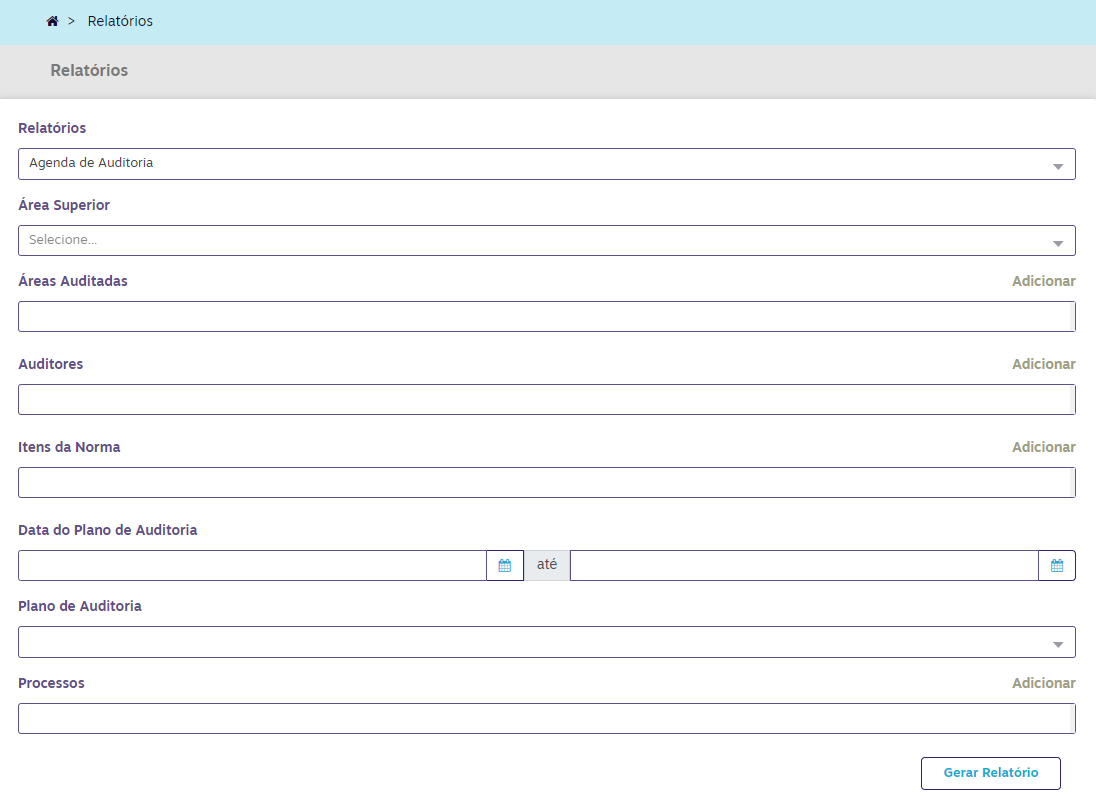 > Relatórios
Relatórios
Relatórios
Agenda de Auditoria
Área Superior
Selecione...
Áreas Auditadas Adicionar
Auditores Adicionar
Itens da Norma Adicionar
Data do Plano de Auditoria
até
Plano de Auditoria
Processos Adicionar
Gerar Relatório